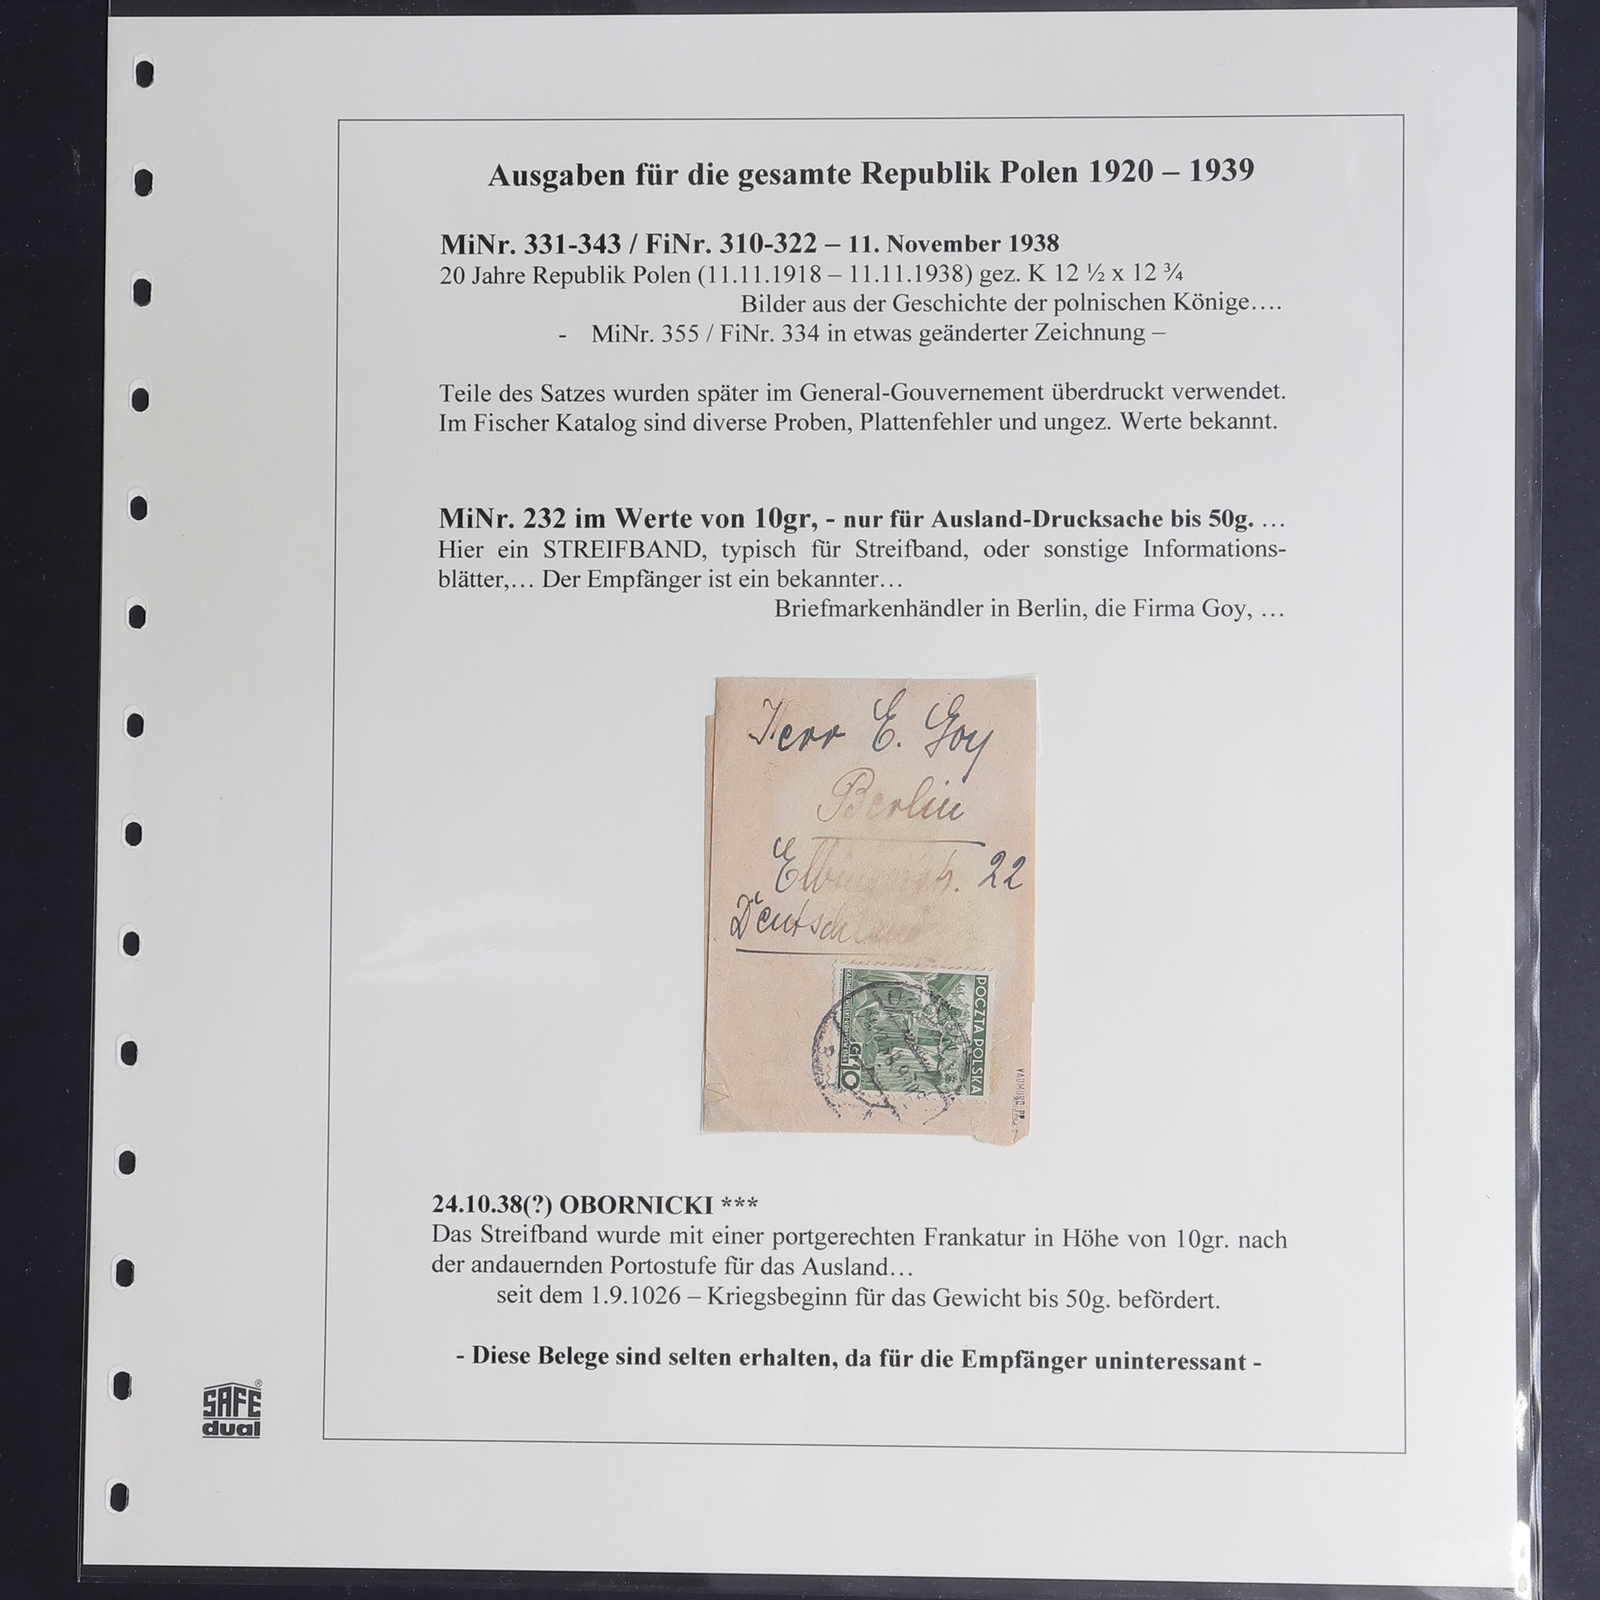 Ausgaben für die gesamte Republik Polen 1920 – 1939
MiNr. 331-343 / FiNr. 310-322 – 11. November 1938
20 Jahre Republik Polen (11.11.1918 – 11.11.1938) gez. K 12 ½ x 12 ¾
Bilder aus der Geschichte der polnischen Könige….
- MiNr. 355 / FiNr. 334 in etwas geänderter Zeichnung –
Teile des Satzes wurden später im General-Gouvernement überdruckt verwendet.
Im Fischer Katalog sind diverse Proben, Plattenfehler und ungez. Werte bekannt.
MiNr. 232 im Werte von 10gr, - nur für Ausland-Drucksache bis 50g. …
Hier ein STREIFBAND, typisch für Streifband, oder sonstige Informations-
blätter,… Der Empfänger ist ein bekannter…
Briefmarkenhändler in Berlin, die Firma Goy, …
Herr E. Goy
Berlin
22
Deutschland
POCZTA POLSKA
Gr 10
24.10.38(?) OBORNICKI ***
Das Streifband wurde mit einer portgerechten Frankatur in Höhe von 10gr. nach
der andauernden Portostufe für das Ausland…
seit dem 1.9.1026 – Kriegsbeginn für das Gewicht bis 50g. befördert.
- Diese Belege sind selten erhalten, da für die Empfänger uninteressant -
SAFE®
dual